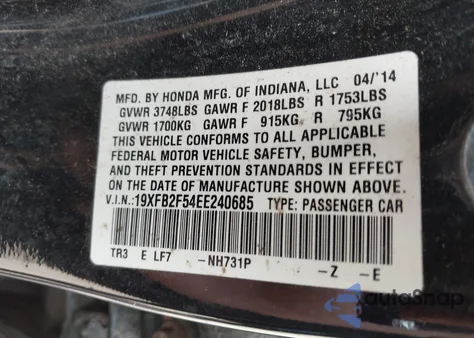 MFD. BY HONDA MFG. OF INDIANA, LLC 04/'14
GVWR 3748LBS GAWR F 2018LBS R 1753LBS
GVWR 1700KG GAWR F 915KG R 795KG
THIS VEHICLE CONFORMS TO ALL APPLICABLE
FEDERAL MOTOR VEHICLE SAFETY, BUMPER,
AND THEFT PREVENTION STANDARDS IN EFFECT
ON THE DATE OF MANUFACTURE SHOWN ABOVE.
V.I.N.:19XFB2F54EE240685 TYPE: PASSENGER CAR
TR3 E LF7 -NH731P -Z -E
autoSnap